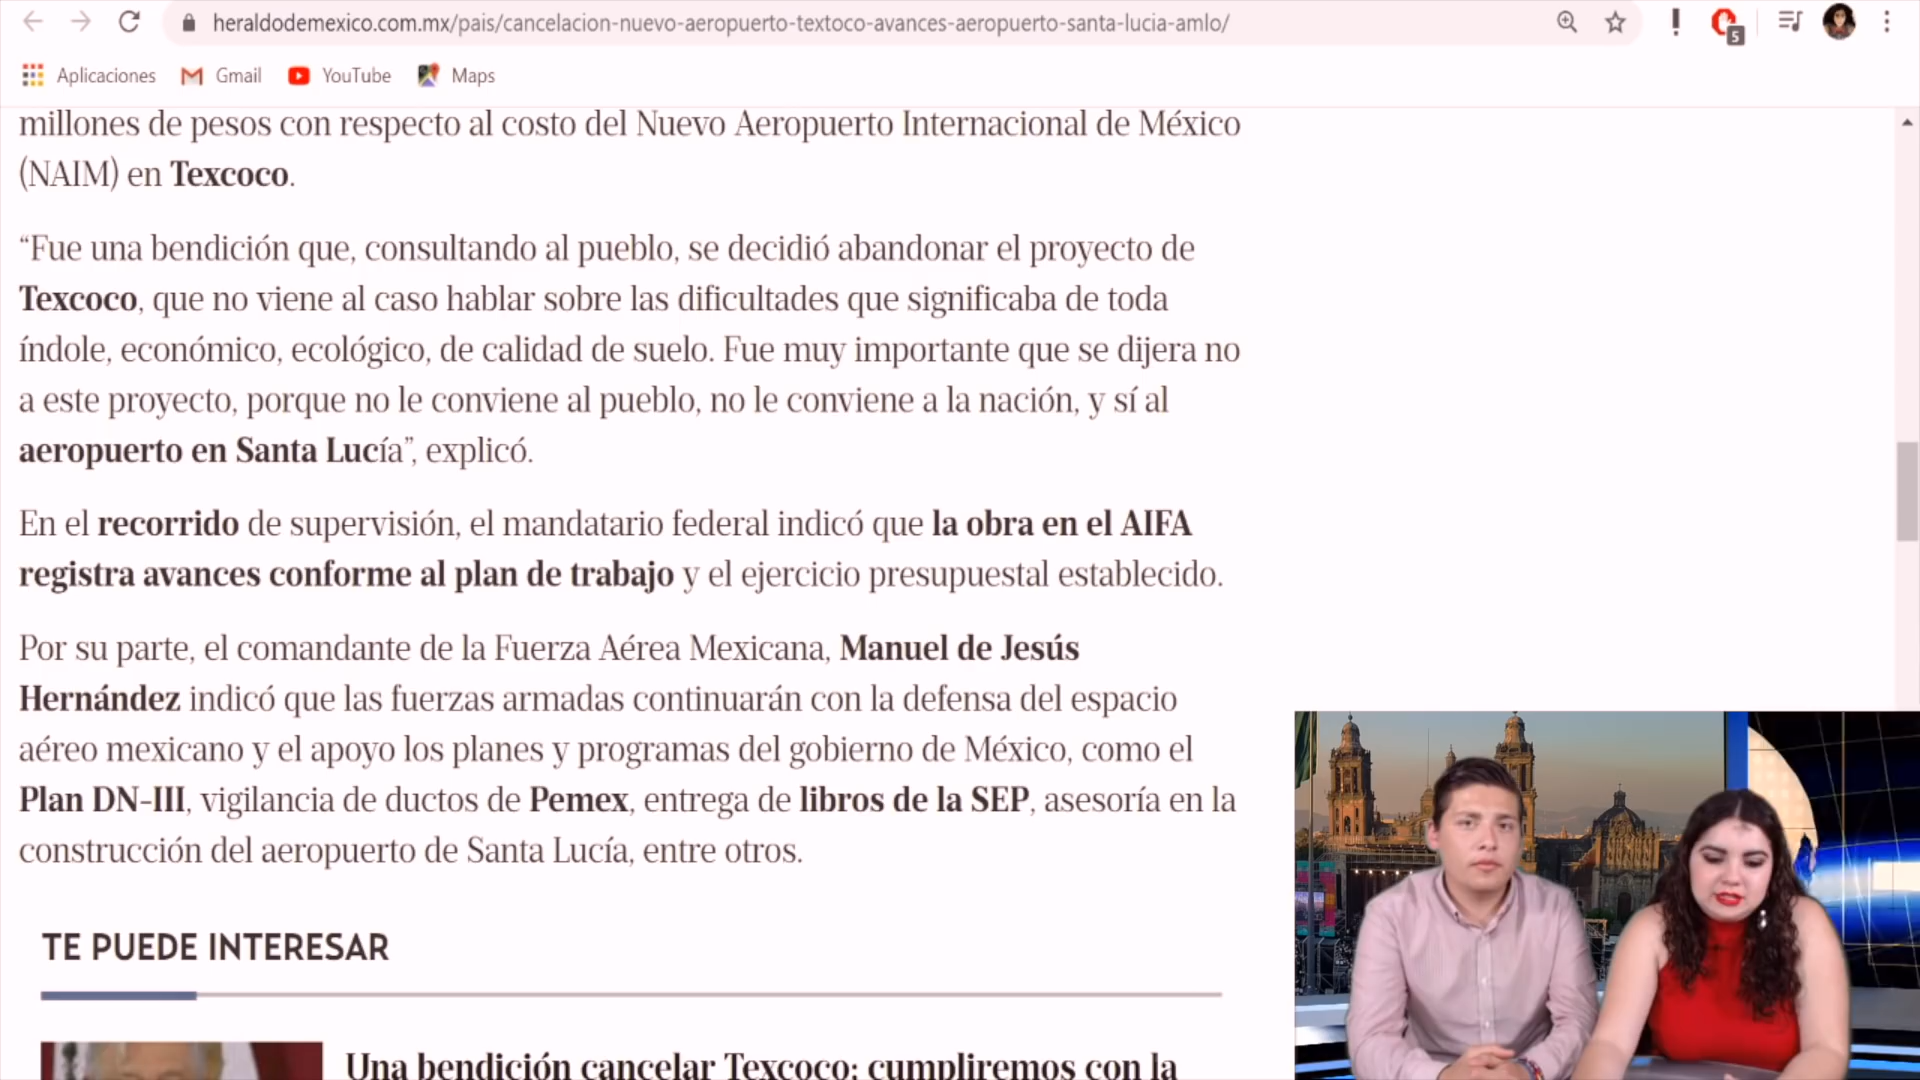 heraldodemexico.com.mx/pais/cancelacion-nuevo-aeropuerto-textoco-avances-aeropuerto-santa-lucia-amlo/
5
Aplicaciones Gmail YouTube Maps
millones de pesos con respecto al costo del Nuevo Aeropuerto Internacional de México
(NAIM) en Texcoco.
“Fue una bendición que, consultando al pueblo, se decidió abandonar el proyecto de
Texcoco, que no viene al caso hablar sobre las dificultades que significaba de toda
índole, económico, ecológico, de calidad de suelo. Fue muy importante que se dijera no
a este proyecto, porque no le conviene al pueblo, no le conviene a la nación, y sí al
aeropuerto en Santa Lucía”, explicó.
En el recorrido de supervisión, el mandatario federal indicó que la obra en el AIFA
registra avances conforme al plan de trabajo y el ejercicio presupuestal establecido.
Por su parte, el comandante de la Fuerza Aérea Mexicana, Manuel de Jesús
Hernández indicó que las fuerzas armadas continuarán con la defensa del espacio
aéreo mexicano y el apoyo los planes y programas del gobierno de México, como el
Plan DN-III, vigilancia de ductos de Pemex, entrega de libros de la SEP, asesoría en la
construcción del aeropuerto de Santa Lucía, entre otros.
TE PUEDE INTERESAR
Una bendición cancelar Texcoco: cumpliremos con la